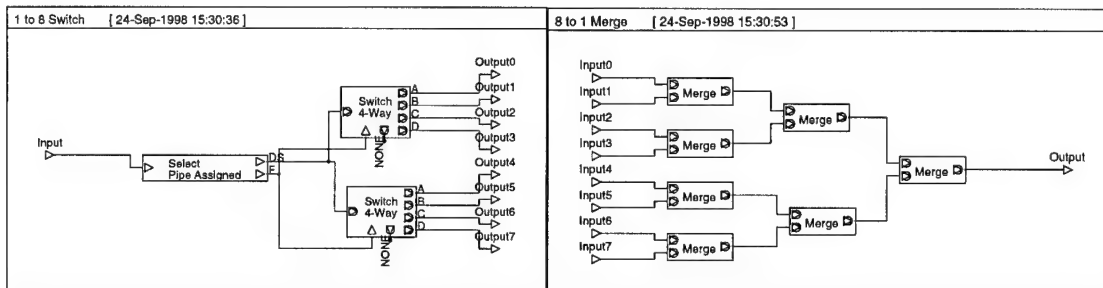 1 to 8 Switch [ 24-Sep-1998 15:30:36 ]
Input
Select
Pipe Assigned
D.S
F
Switch
4-Way
A
B
C
D
NONE
Output0
Output1
Output2
Output3
Switch
4-Way
A
B
C
D
NONE
Output4
Output5
Output6
Output7
8 to 1 Merge [ 24-Sep-1998 15:30:53 ]
Input0
Input1
Merge
Input2
Input3
Merge
Merge
Input4
Input5
Merge
Input6
Input7
Merge
Merge
Merge
Output